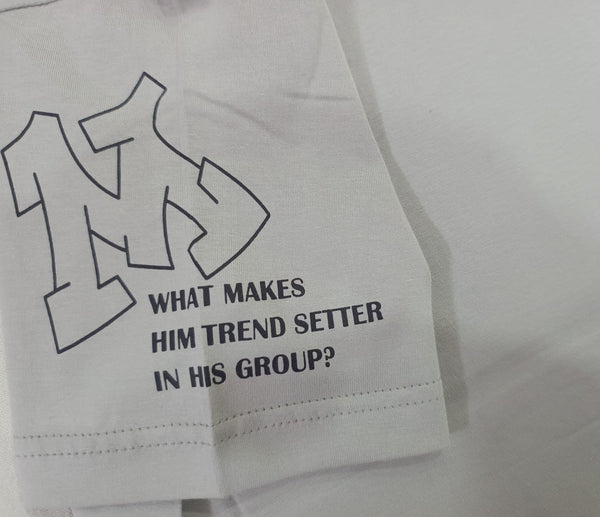 WHAT MAKES
HIM TREND SETTER
IN HIS GROUP?